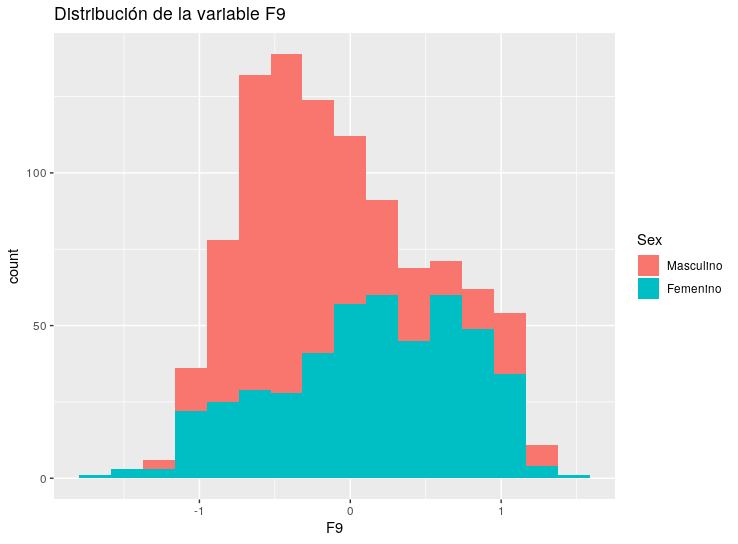 Distribución de la variable F9
count
100
50
0
-1
0
1
F9
Sex
Masculino
Femenino